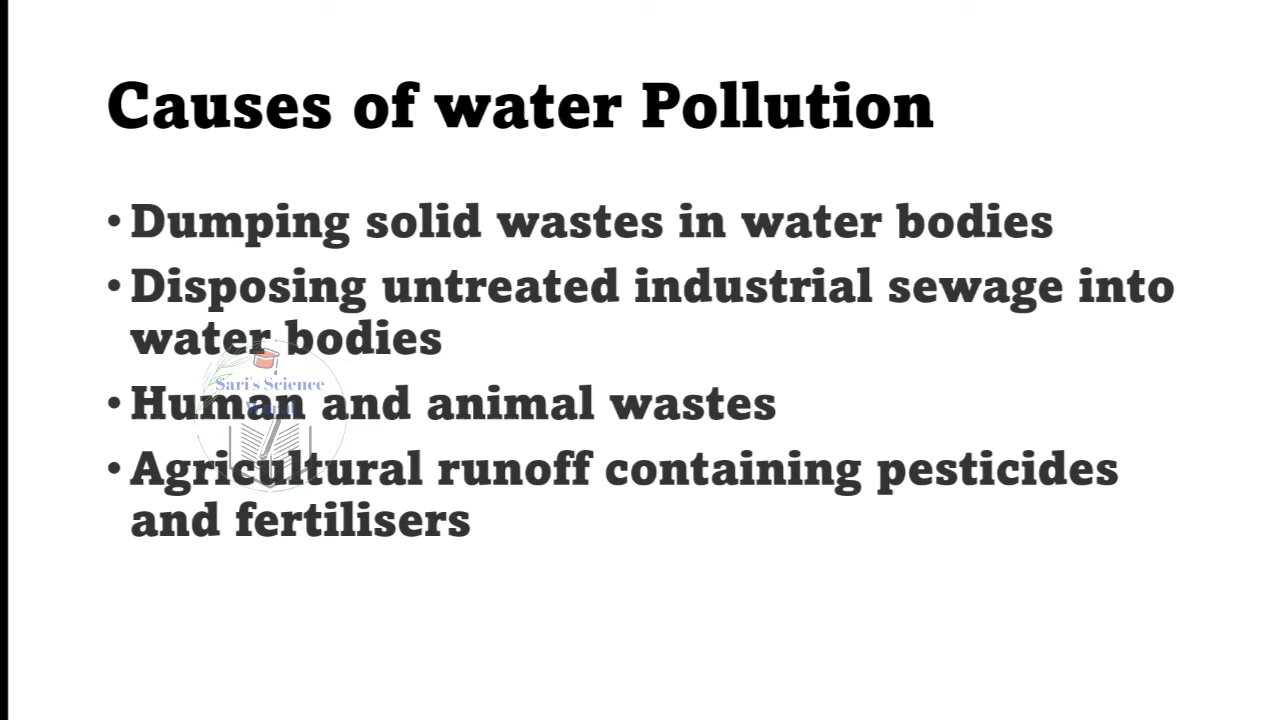 Causes of water Pollution
• Dumping solid wastes in water bodies
• Disposing untreated industrial sewage into
water bodies
Sari's Science
• Human and animal wastes
• Agricultural runoff containing pesticides
and fertilisers